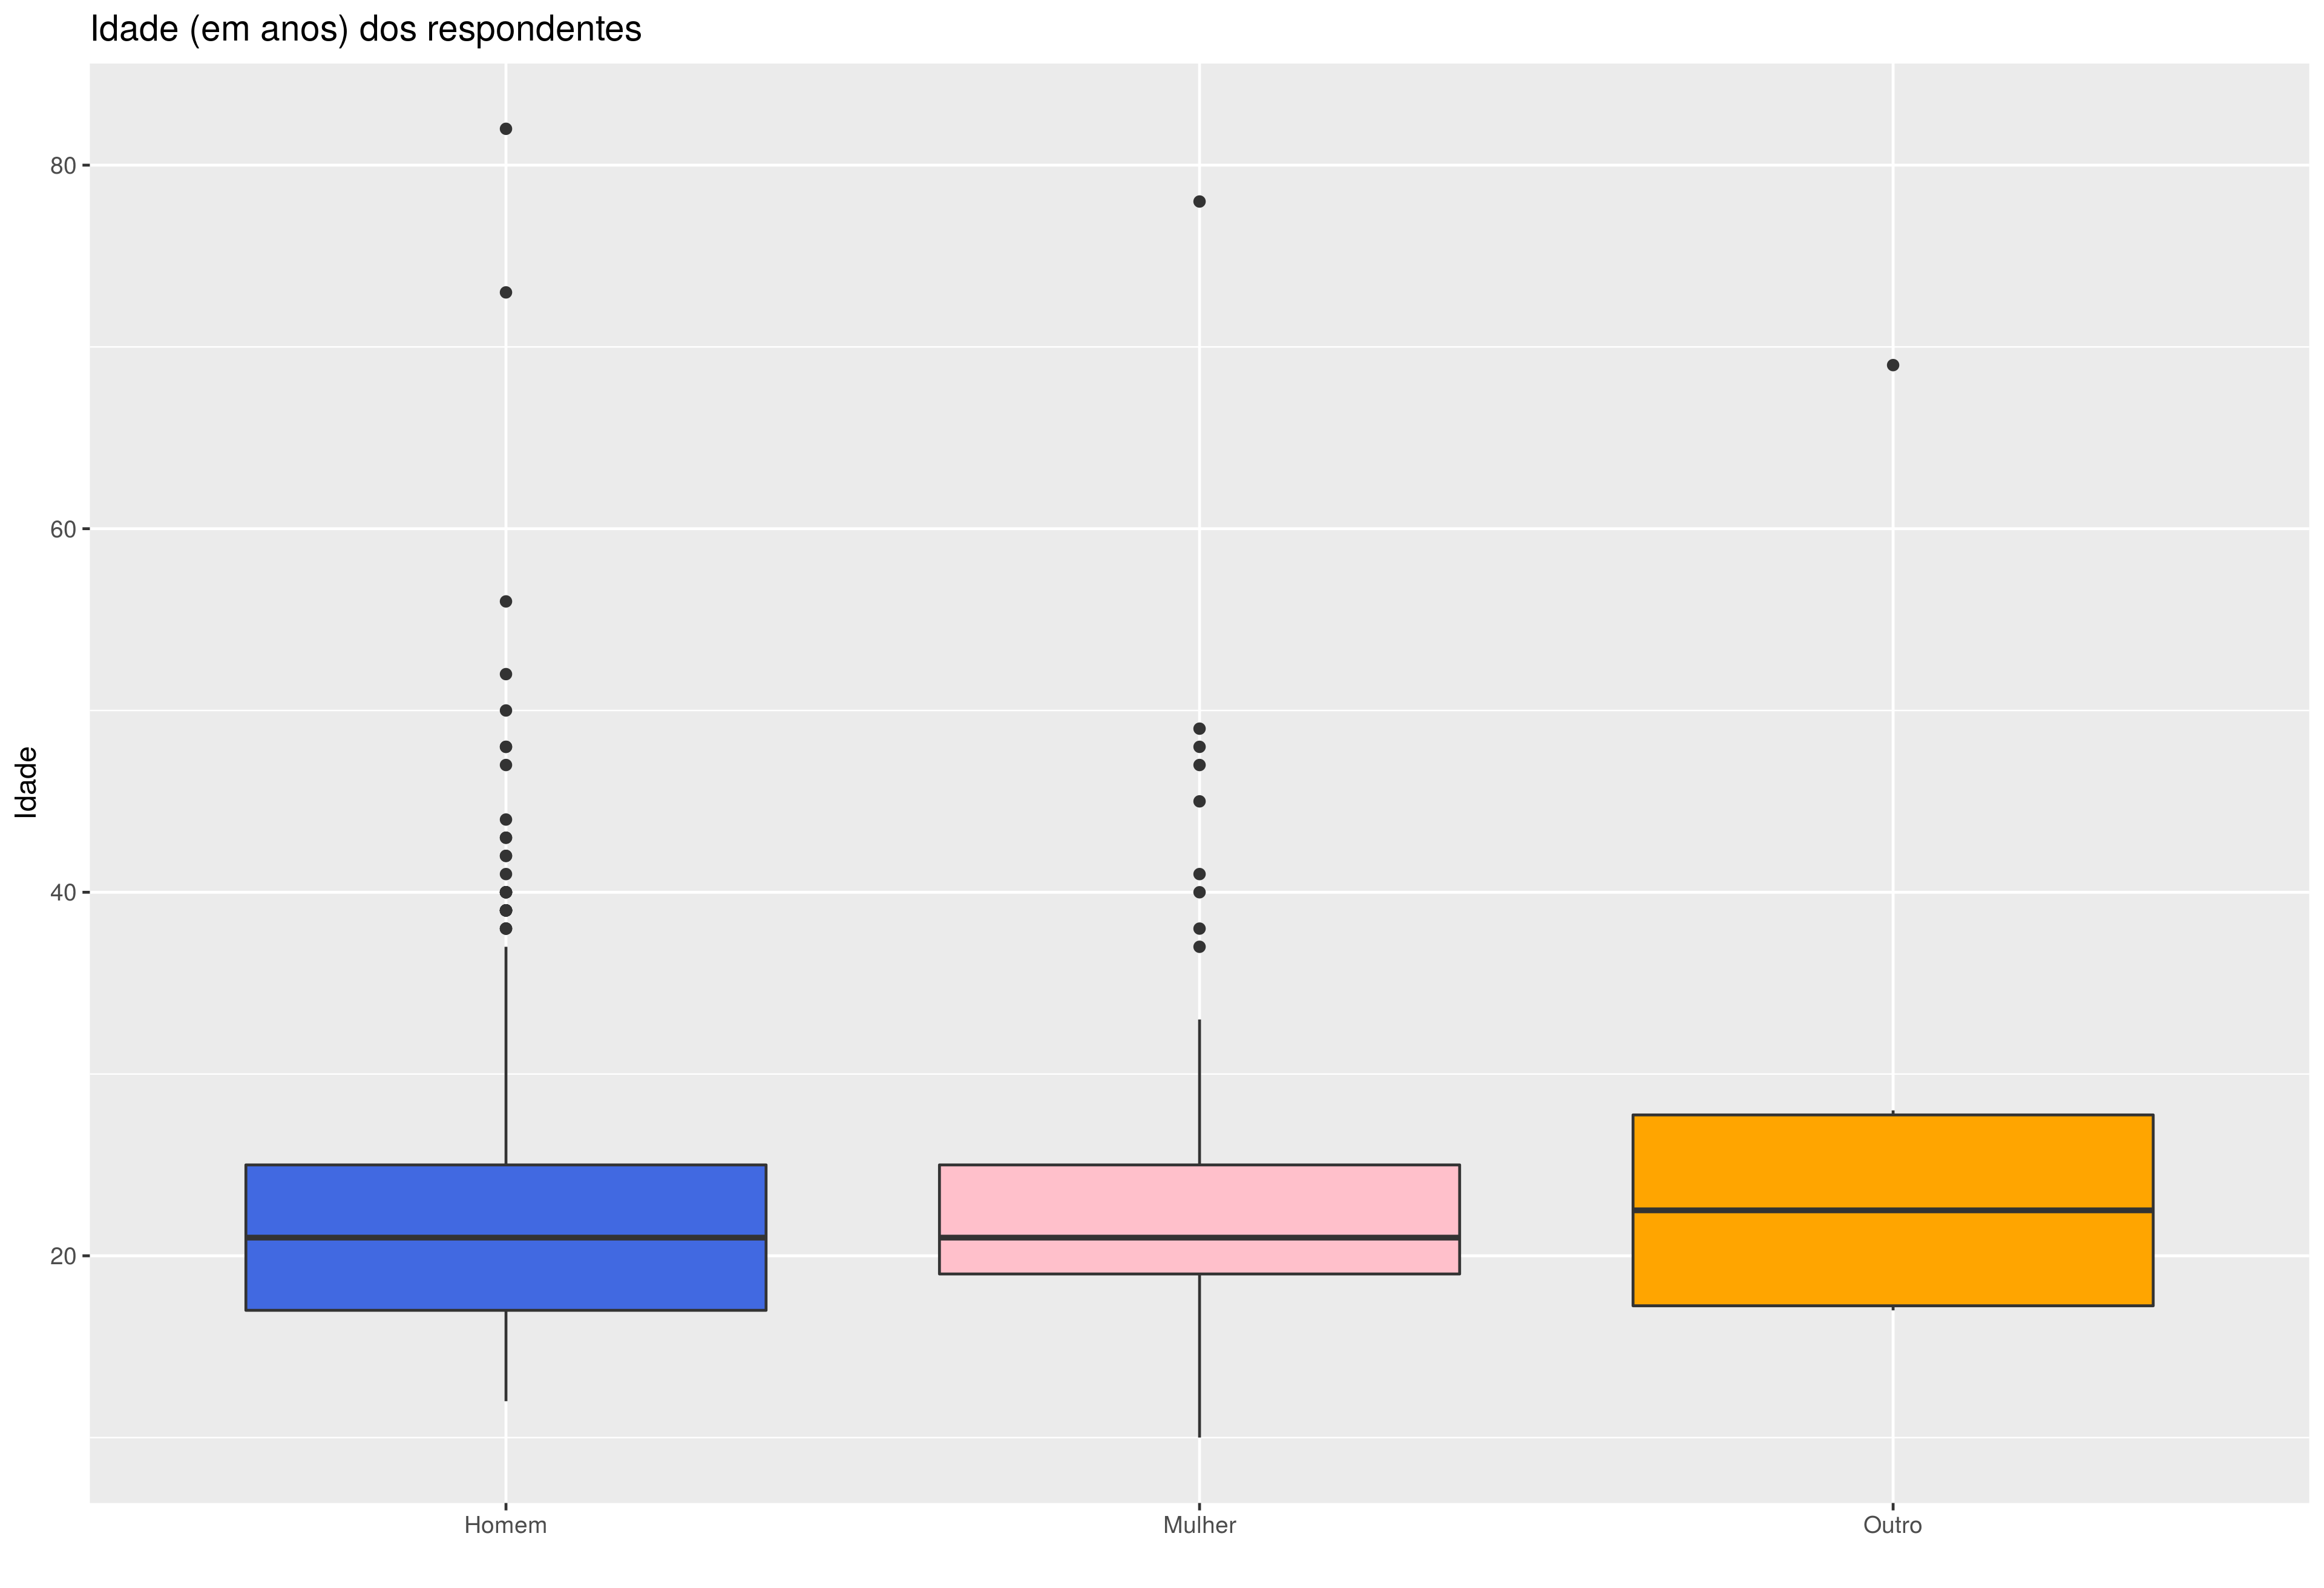 Idade (em anos) dos respondentes
80
60
40
20
Idade
Homem
Mulher
Outro